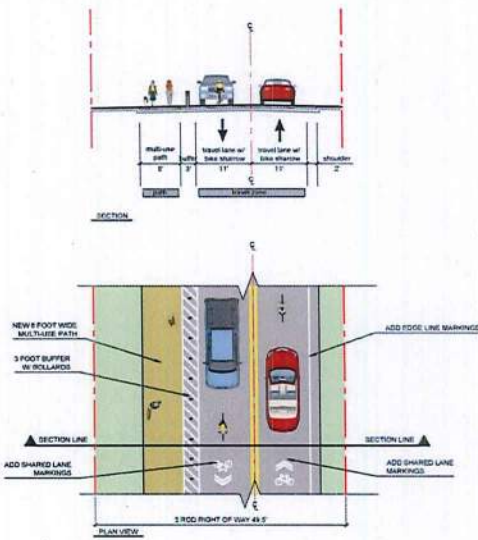 ℄
multi-use
path
8'
buffer
3'
travel lane w/
bike sharrow
11'
travel lane w/
bike sharrow
11'
shoulder
2'
℄
path
travel zone
SECTION
℄
NEW 8 FOOT WIDE
MULTI-USE PATH
3 FOOT BUFFER
W/ BOLLARDS
ADD EDGE LINE MARKINGS
SECTION LINE
SECTION LINE
ADD SHARED LANE
MARKINGS
ADD SHARED LANE
MARKINGS
3 ROD RIGHT OF WAY 49.5'
PLAN VIEW